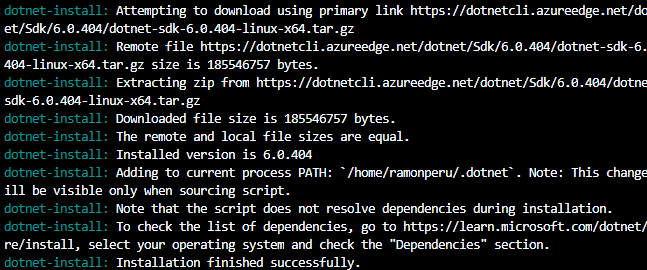 dotnet-install: Attempting to download using primary link https://dotnetcli.azureedge.net/do
et/Sdk/6.0.404/dotnet-sdk-6.0.404-linux-x64.tar.gz
dotnet-install: Remote file https://dotnetcli.azureedge.net/dotnet/Sdk/6.0.404/dotnet-sdk-6.
404-linux-x64.tar.gz size is 185546757 bytes.
dotnet-install: Extracting zip from https://dotnetcli.azureedge.net/dotnet/Sdk/6.0.404/dotne
sdk-6.0.404-linux-x64.tar.gz
dotnet-install: Downloaded file size is 185546757 bytes.
dotnet-install: The remote and local file sizes are equal.
dotnet-install: Installed version is 6.0.404
dotnet-install: Adding to current process PATH: `/home/ramonperu/.dotnet`. Note: This change
ill be visible only when sourcing script.
dotnet-install: Note that the script does not resolve dependencies during installation.
dotnet-install: To check the list of dependencies, go to https://learn.microsoft.com/dotnet/
re/install, select your operating system and check the "Dependencies" section.
dotnet-install: Installation finished successfully.